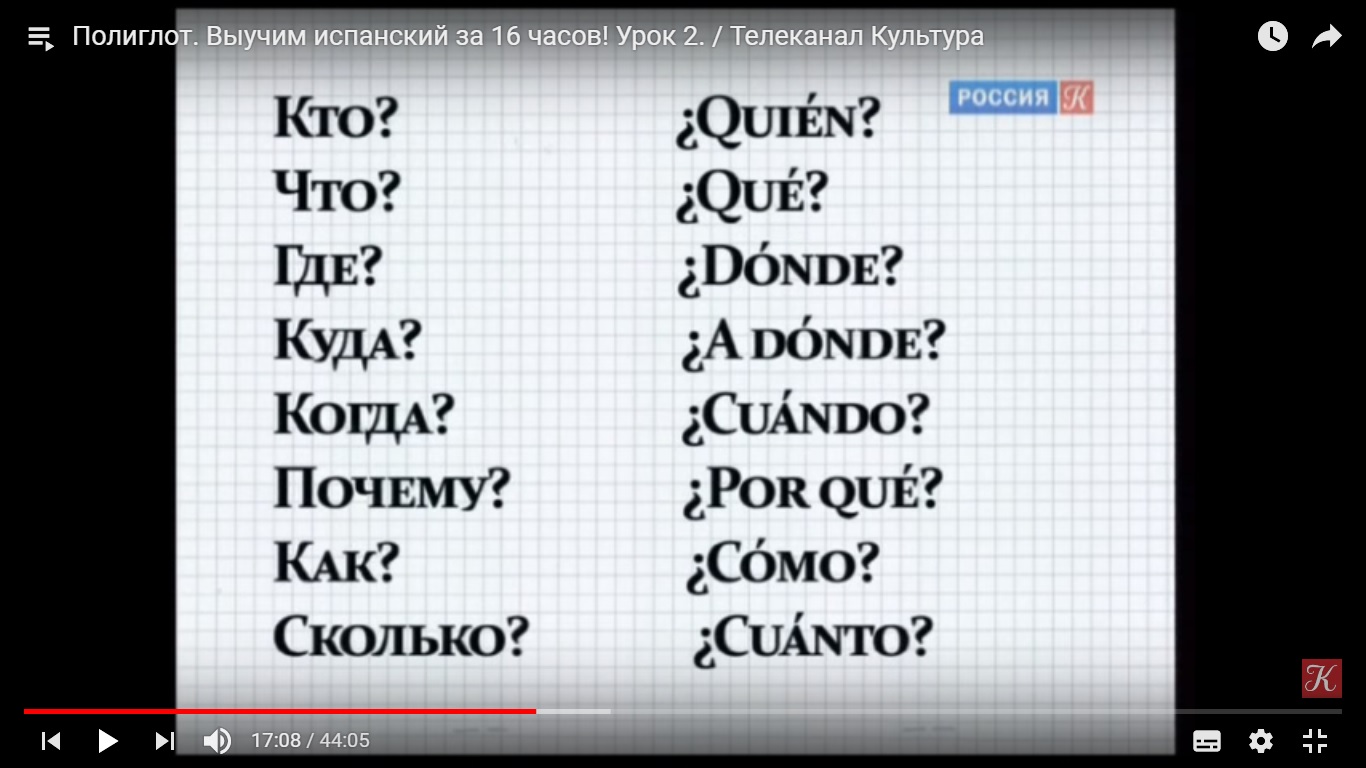 Полиглот. Выучим испанский за 16 часов! Урок 2. / Телеканал Культура
РОССИЯ К
Кто? ¿Quién?
Что? ¿Qué?
Где? ¿Dónde?
Куда? ¿A dónde?
Когда? ¿Cuándo?
Почему? ¿Por qué?
Как? ¿Cómo?
Сколько? ¿Cuánto?
К
17:08 / 44:05